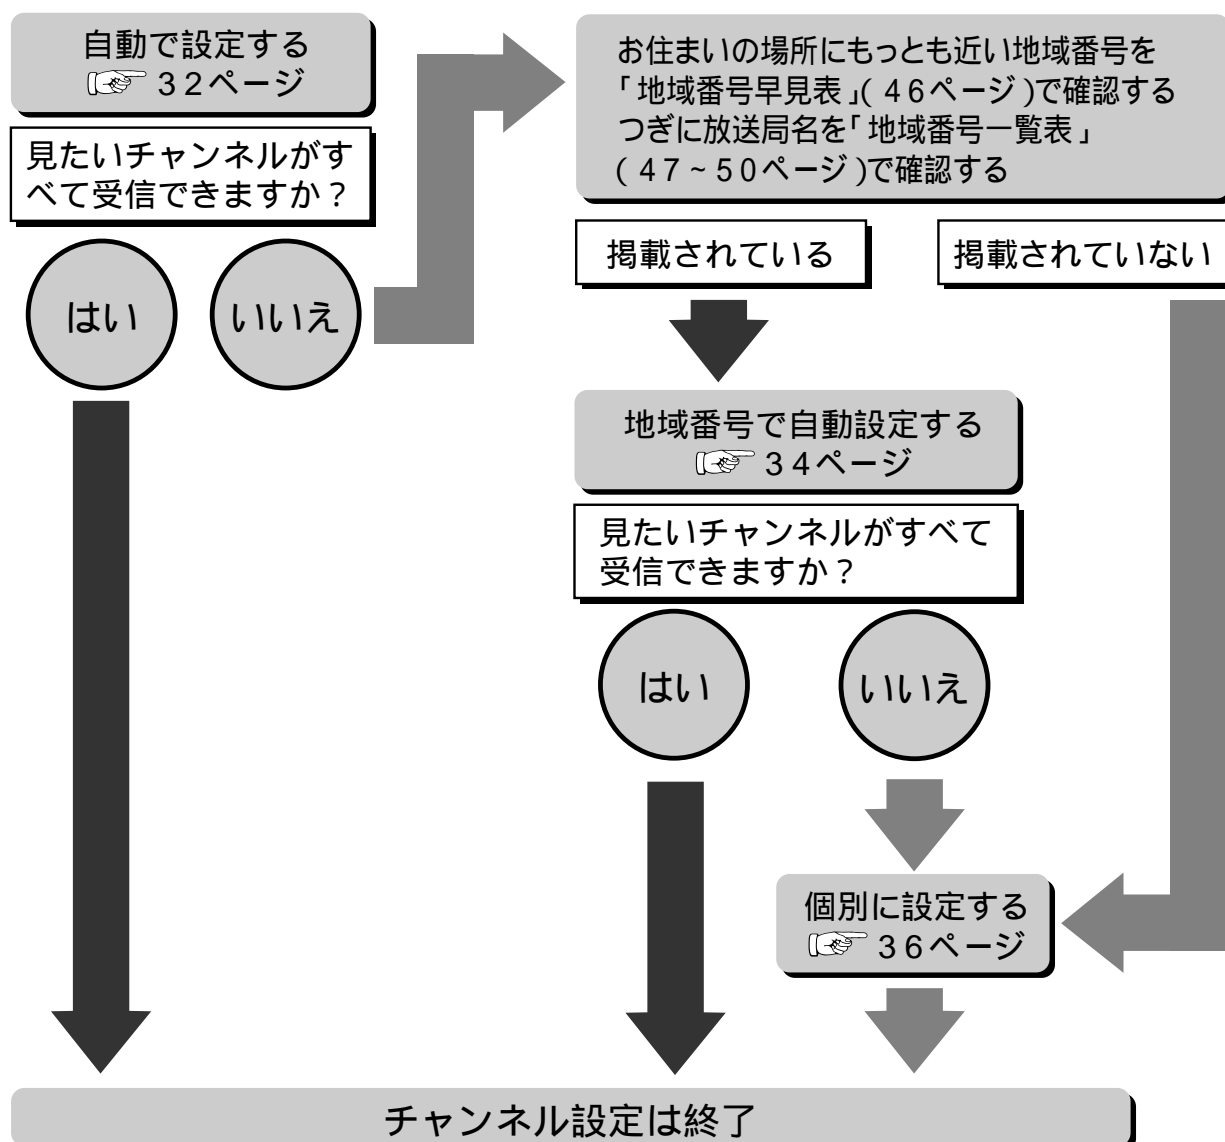 自動で設定する
32ページ
見たいチャンネルがす
べて受信できますか？
はい
いいえ
お住まいの場所にもっとも近い地域番号を
「地域番号早見表」(46ページ)で確認する
つぎに放送局名を「地域番号一覧表」
(47~50ページ)で確認する
掲載されている
掲載されていない
地域番号で自動設定する
34ページ
見たいチャンネルがすべて
受信できますか？
はい
いいえ
個別に設定する
36ページ
チャンネル設定は終了